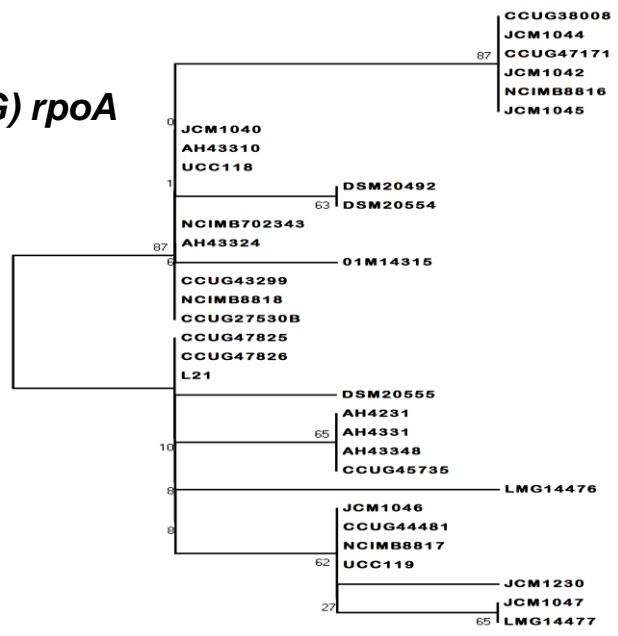 CCUG38008
JCM1044
87 CCUG47171
JCM1042
NCIMB8816
G) rpoA JCM1045
0
JCM1040
AH43310
UCC118
1
DSM20492
63 DSM20554
NCIMB702343
87 AH43324
6 01M14315
CCUG43299
NCIMB8818
CCUG27530B
CCUG47825
CCUG47826
L21
DSM20555
AH4231
65 AH4331
10 AH43348
CCUG45735
8 LMG14476
JCM1046
8 CCUG44481
NCIMB8817
62 UCC119
JCM1230
27 JCM1047
65 LMG14477